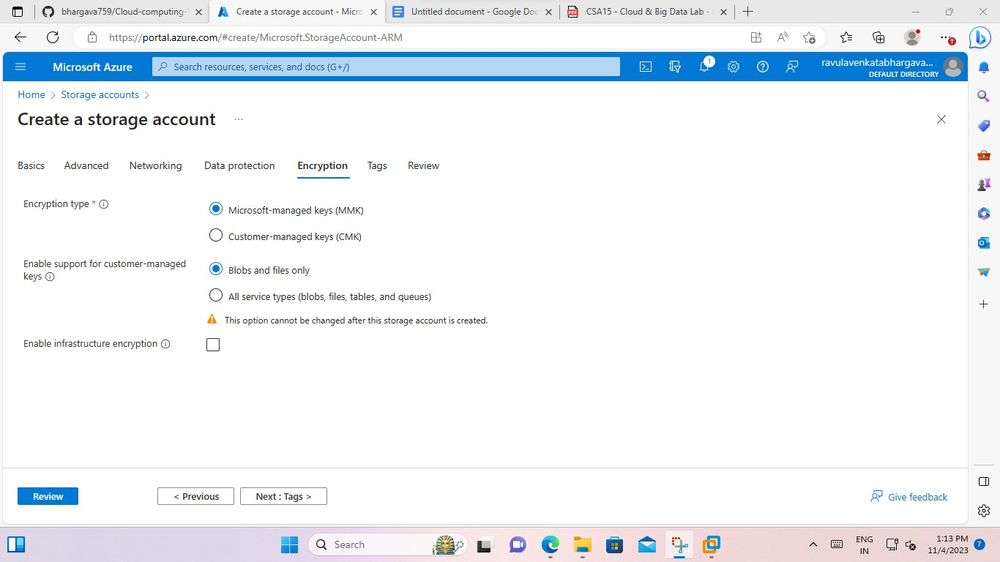 bhargava759/Cloud-computing-
Create a storage account - Micro
Untitled document - Google Doc
PDF
CSA15 - Cloud & Big Data Lab -
https://portal.azure.com/#create/Microsoft.StorageAccount-ARM
Microsoft Azure
Search resources, services, and docs (G+/)
1
ravulavenkatabhargava...
DEFAULT DIRECTORY
Home > Storage accounts >
Create a storage account ...
Basics Advanced Networking Data protection Encryption Tags Review
Encryption type *
Microsoft-managed keys (MMK)
Customer-managed keys (CMK)
Enable support for customer-managed
keys
Blobs and files only
All service types (blobs, files, tables, and queues)
This option cannot be changed after this storage account is created.
Enable infrastructure encryption
Review
< Previous
Next : Tags >
Give feedback
Search
ENG
IN
1:13 PM
11/4/2023
7